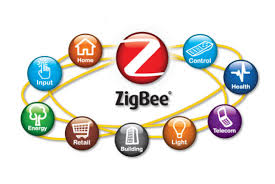 Home
Control
Input
Health
ZigBee®
Energy
Telecom
Retail
Light
Building